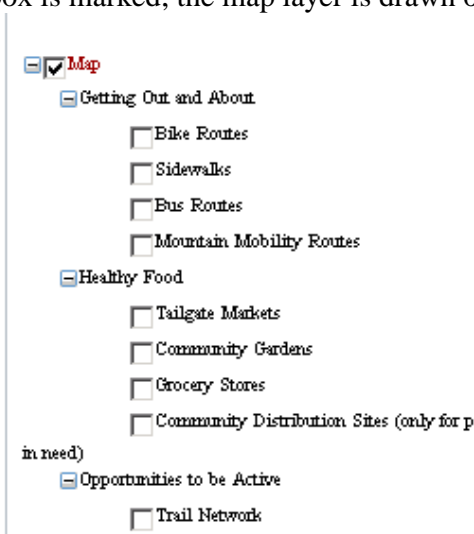 box is marked, the map layer is drawn o
Map
Getting Out and About
Bike Routes
Sidewalks
Bus Routes
Mountain Mobility Routes
Healthy Food
Tailgate Markets
Community Gardens
Grocery Stores
Community Distribution Sites (only for p
in need)
Opportunities to be Active
Trail Network